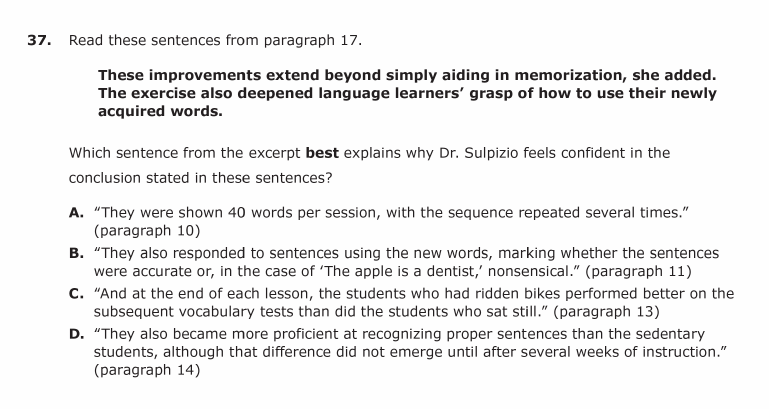 37. Read these sentences from paragraph 17.
These improvements extend beyond simply aiding in memorization, she added.
The exercise also deepened language learners’ grasp of how to use their newly
acquired words.
Which sentence from the excerpt best explains why Dr. Sulpizio feels confident in the
conclusion stated in these sentences?
A. “They were shown 40 words per session, with the sequence repeated several times.”
(paragraph 10)
B. “They also responded to sentences using the new words, marking whether the sentences
were accurate or, in the case of ‘The apple is a dentist,’ nonsensical.” (paragraph 11)
C. “And at the end of each lesson, the students who had ridden bikes performed better on the
subsequent vocabulary tests than did the students who sat still.” (paragraph 13)
D. “They also became more proficient at recognizing proper sentences than the sedentary
students, although that difference did not emerge until after several weeks of instruction.”
(paragraph 14)